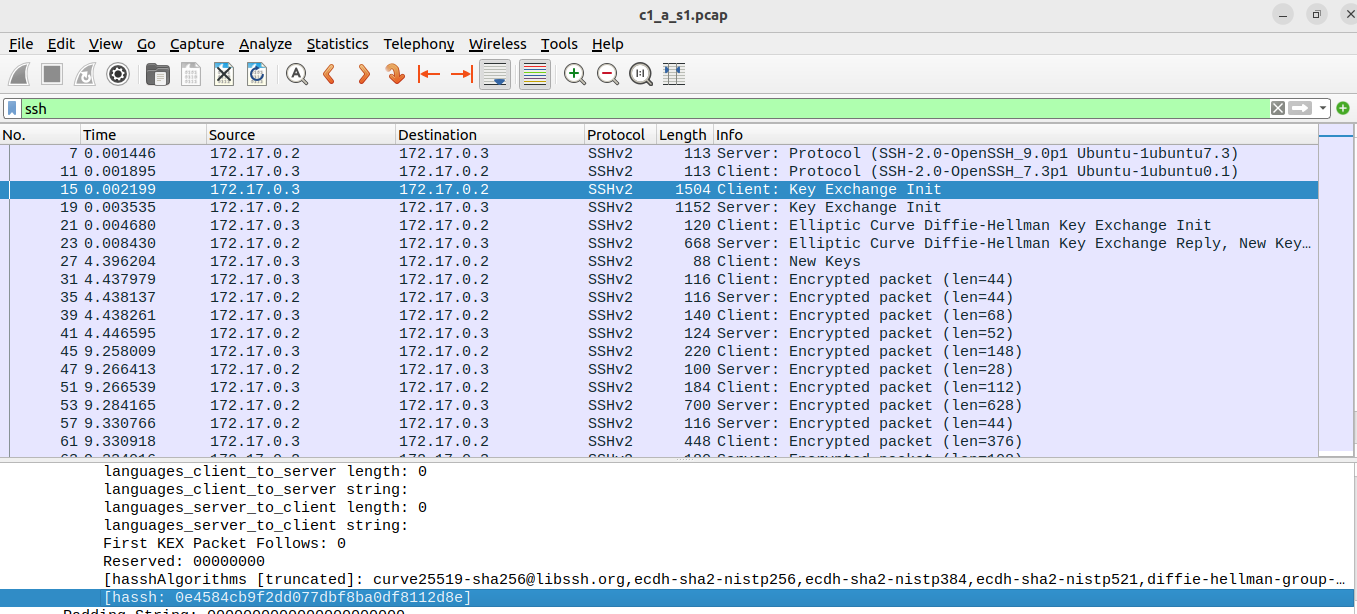 c1_a_s1.pcap
File Edit View Go Capture Analyze Statistics Telephony Wireless Tools Help
ssh
No. Time Source Destination Protocol Length Info
7 0.001446 172.17.0.2 172.17.0.3 SSHv2 113 Server: Protocol (SSH-2.0-OpenSSH_9.0p1 Ubuntu-1ubuntu7.3)
11 0.001895 172.17.0.3 172.17.0.2 SSHv2 113 Client: Protocol (SSH-2.0-OpenSSH_7.3p1 Ubuntu-1ubuntu0.1)
15 0.002199 172.17.0.3 172.17.0.2 SSHv2 1504 Client: Key Exchange Init
19 0.003535 172.17.0.2 172.17.0.3 SSHv2 1152 Server: Key Exchange Init
21 0.004680 172.17.0.3 172.17.0.2 SSHv2 120 Client: Elliptic Curve Diffie-Hellman Key Exchange Init
23 0.008430 172.17.0.2 172.17.0.3 SSHv2 668 Server: Elliptic Curve Diffie-Hellman Key Exchange Reply, New Key…
27 4.396204 172.17.0.3 172.17.0.2 SSHv2 88 Client: New Keys
31 4.437979 172.17.0.3 172.17.0.2 SSHv2 116 Client: Encrypted packet (len=44)
35 4.438137 172.17.0.2 172.17.0.3 SSHv2 116 Server: Encrypted packet (len=44)
39 4.438261 172.17.0.3 172.17.0.2 SSHv2 140 Client: Encrypted packet (len=68)
41 4.446595 172.17.0.2 172.17.0.3 SSHv2 124 Server: Encrypted packet (len=52)
45 9.258009 172.17.0.3 172.17.0.2 SSHv2 220 Client: Encrypted packet (len=148)
47 9.266413 172.17.0.2 172.17.0.3 SSHv2 100 Server: Encrypted packet (len=28)
51 9.266539 172.17.0.3 172.17.0.2 SSHv2 184 Client: Encrypted packet (len=112)
53 9.284165 172.17.0.2 172.17.0.3 SSHv2 700 Server: Encrypted packet (len=628)
57 9.330766 172.17.0.2 172.17.0.3 SSHv2 116 Server: Encrypted packet (len=44)
61 9.330918 172.17.0.3 172.17.0.2 SSHv2 448 Client: Encrypted packet (len=376)
languages_client_to_server length: 0
languages_client_to_server string:
languages_server_to_client length: 0
languages_server_to_client string:
First KEX Packet Follows: 0
Reserved: 00000000
[hasshAlgorithms [truncated]: curve25519-sha256@libssh.org,ecdh-sha2-nistp256,ecdh-sha2-nistp384,ecdh-sha2-nistp521,diffie-hellman-group-…
[hassh: 0e4584cb9f2dd077dbf8ba0df8112d8e]